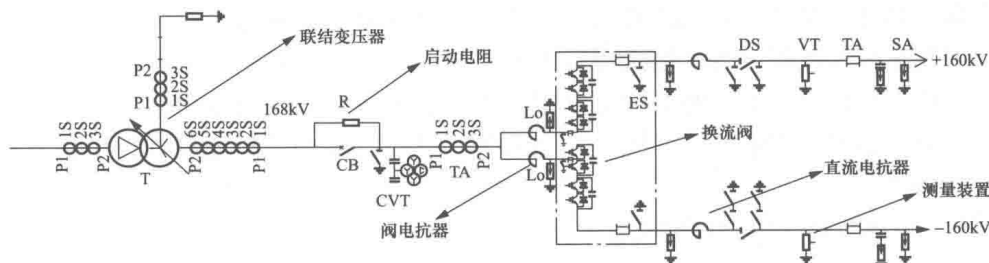 联结变压器
启动电阻
P2
3S
2S
P1
1S
168kV
R
1S
2S
3S
P1
P2
T
6S
5S
4S
3S
2S
1S
P2
P1
CB
CVT
1S
2S
3S
P1
TA
P2
阀电抗器
Lo
Lo
ES
换流阀
DS
VT
TA
SA
+160kV
直流电抗器
测量装置
−160kV